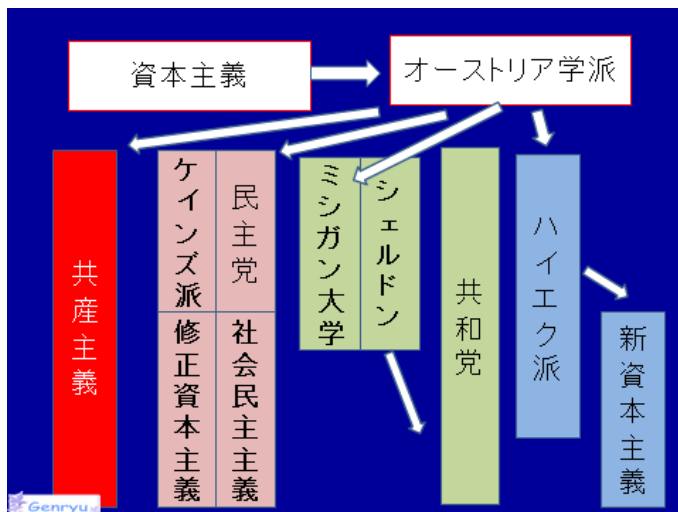 資本主義
オーストリア学派
共産主義
ケインズ派
民主党
修正資本主義
社会民主主義
ミシガン大学
シェルドン
共和党
ハイエク派
新資本主義
Genryu